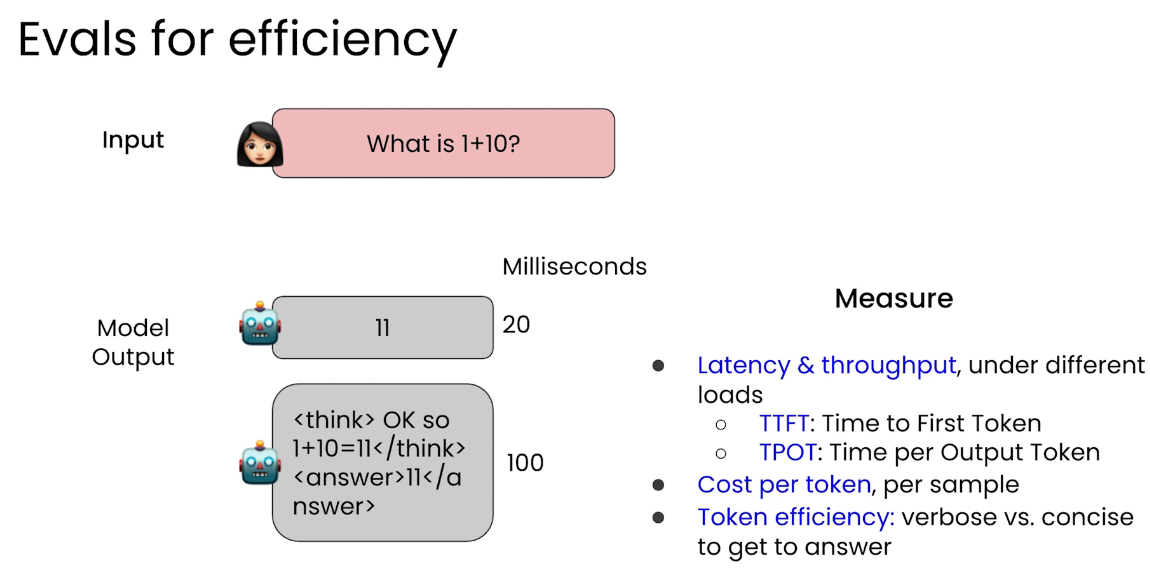 Evals for efficiency
Input
What is 1+10?
Milliseconds
Model
Output
11
20
<think> OK so
1+10=11</think>
<answer>11</a
nswer>
100
Measure
● Latency & throughput, under different
loads
○ TTFT: Time to First Token
○ TPOT: Time per Output Token
● Cost per token, per sample
● Token efficiency: verbose vs. concise
to get to answer